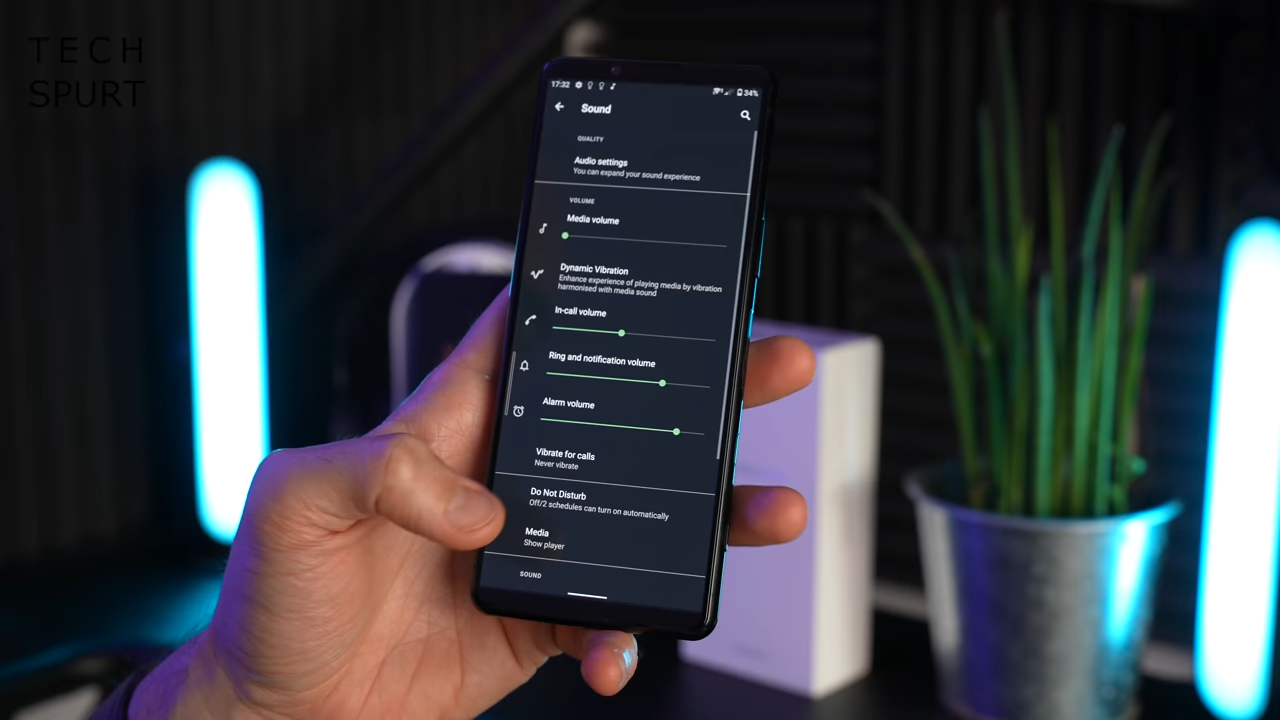 TECH
SPURT
17:32
34%
Sound
QUALITY
Audio settings
You can expand your sound experience
VOLUME
Media volume
Dynamic Vibration
Enhance experience of playing media by vibration
harmonised with media sound
In-call volume
Ring and notification volume
Alarm volume
Vibrate for calls
Never vibrate
Do Not Disturb
Off/2 schedules can turn on automatically
Media
Show player
SOUND